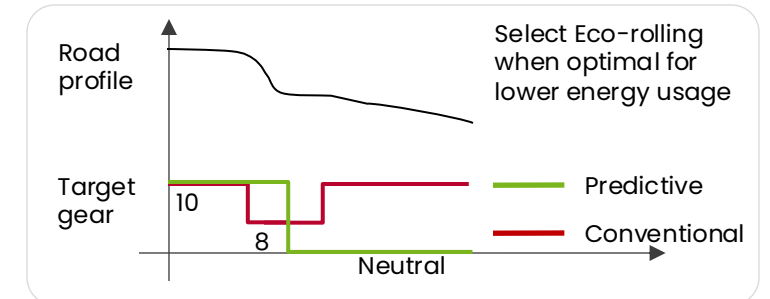 Road
profile
Select Eco-rolling
when optimal for
lower energy usage
Target
gear
10
8
Neutral
Predictive
Conventional